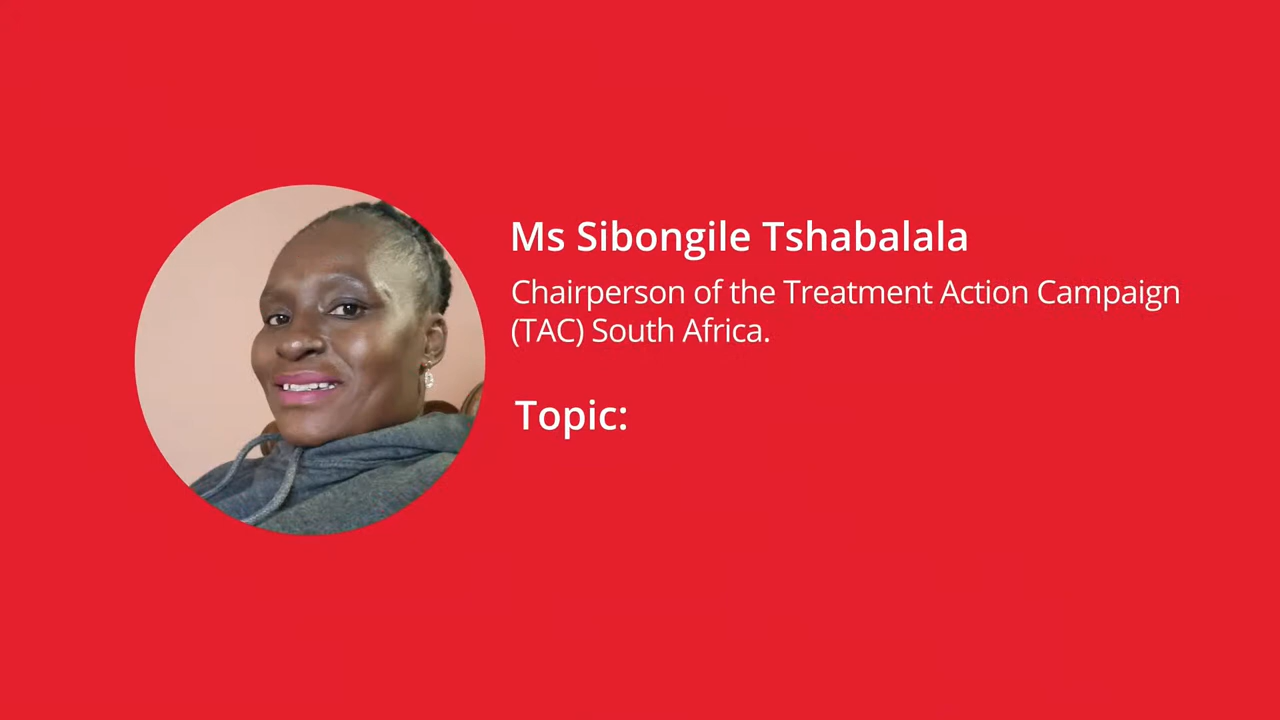 Ms Sibongile Tshabalala
Chairperson of the Treatment Action Campaign
(TAC) South Africa.
Topic: